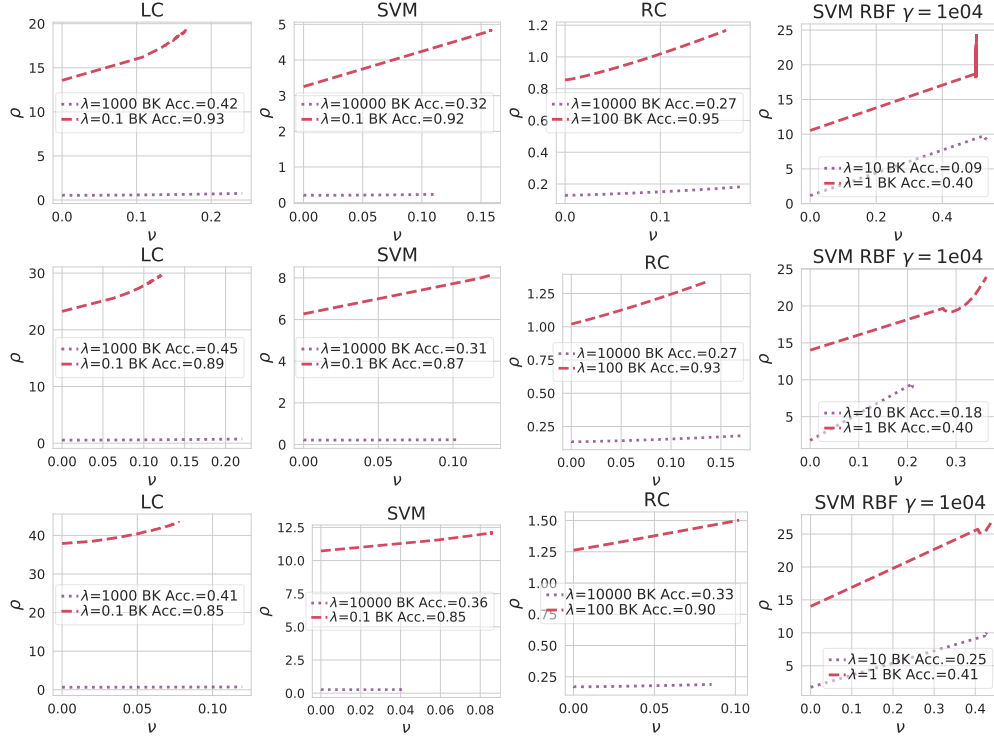 LC
20
15
10
5
0
ρ
λ=1000 BK Acc.=0.42
λ=0.1 BK Acc.=0.93
0.0 0.1 0.2
ν
SVM
5
4
3
2
1
0
ρ
λ=10000 BK Acc.=0.32
λ=0.1 BK Acc.=0.92
0.00 0.05 0.10 0.15
ν
RC
1.2
1.0
0.8
0.6
0.4
0.2
ρ
λ=10000 BK Acc.=0.27
λ=100 BK Acc.=0.95
0.0 0.1
ν
SVM RBF γ = 1e04
25
20
15
10
5
0
ρ
λ=10 BK Acc.=0.09
λ=1 BK Acc.=0.40
0.0 0.2 0.4
ν
LC
30
20
10
0
ρ
λ=1000 BK Acc.=0.45
λ=0.1 BK Acc.=0.89
0.00 0.05 0.10 0.15 0.20
ν
SVM
8
6
4
2
0
ρ
λ=10000 BK Acc.=0.31
λ=0.1 BK Acc.=0.87
0.00 0.05 0.10
ν
RC
1.25
1.00
0.75
0.50
0.25
ρ
λ=10000 BK Acc.=0.27
λ=100 BK Acc.=0.93
0.00 0.05 0.10 0.15
ν
SVM RBF γ = 1e04
25
20
15
10
5
ρ
λ=10 BK Acc.=0.18
λ=1 BK Acc.=0.40
0.0 0.1 0.2 0.3
ν
LC
40
30
20
10
0
ρ
λ=1000 BK Acc.=0.41
λ=0.1 BK Acc.=0.85
0.00 0.05 0.10
ν
SVM
12.5
10.0
7.5
5.0
2.5
0.0
ρ
λ=10000 BK Acc.=0.36
λ=0.1 BK Acc.=0.85
0.00 0.02 0.04 0.06 0.08
ν
RC
1.50
1.25
1.00
0.75
0.50
0.25
ρ
λ=10000 BK Acc.=0.33
λ=100 BK Acc.=0.90
0.00 0.05 0.10
ν
SVM RBF γ = 1e04
25
20
15
10
5
ρ
λ=10 BK Acc.=0.25
λ=1 BK Acc.=0.41
0.0 0.1 0.2 0.3 0.4
ν